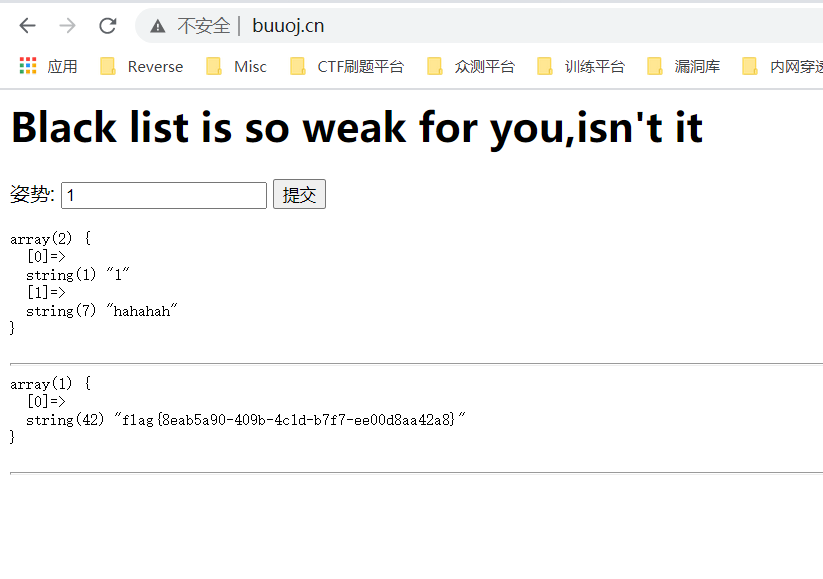 不安全 | buuoj.cn
应用 Reverse Misc CTF刷题平台 众测平台 训练平台 漏洞库 内网穿透
Black list is so weak for you,isn't it
姿势: 1 提交
array(2) {
[0]=>
string(1) "1"
[1]=>
string(7) "hahahah"
}
array(1) {
[0]=>
string(42) "flag{8eab5a90-409b-4c1d-b7f7-ee00d8aa42a8}"
}